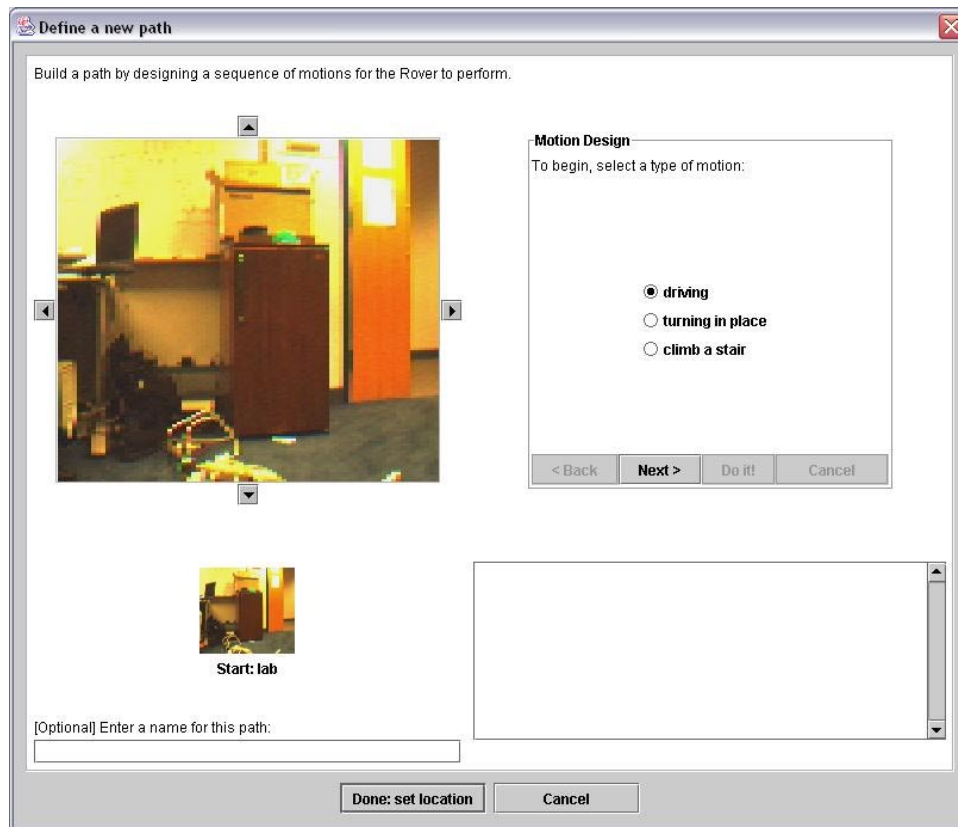 Define a new path
Build a path by designing a sequence of motions for the Rover to perform.
Motion Design
To begin, select a type of motion:
driving
turning in place
climb a stair
< Back Next > Do it! Cancel
Start: lab
[Optional] Enter a name for this path:
Done: set location Cancel